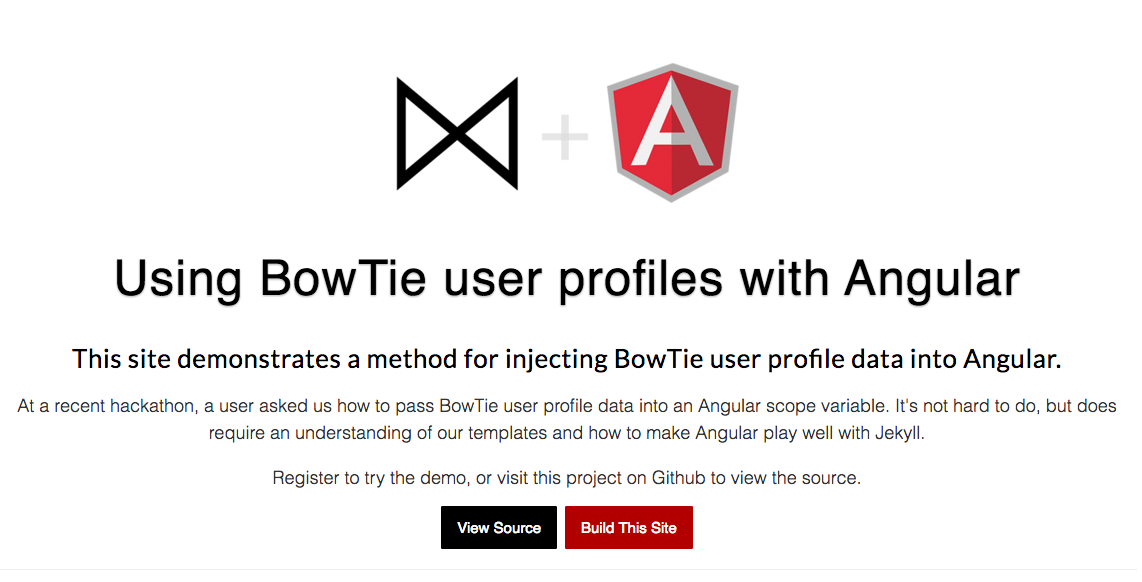 Using BowTie user profiles with Angular
This site demonstrates a method for injecting BowTie user profile data into Angular.
At a recent hackathon, a user asked us how to pass BowTie user profile data into an Angular scope variable. It's not hard to do, but does
require an understanding of our templates and how to make Angular play well with Jekyll.
Register to try the demo, or visit this project on Github to view the source.
View Source
Build This Site